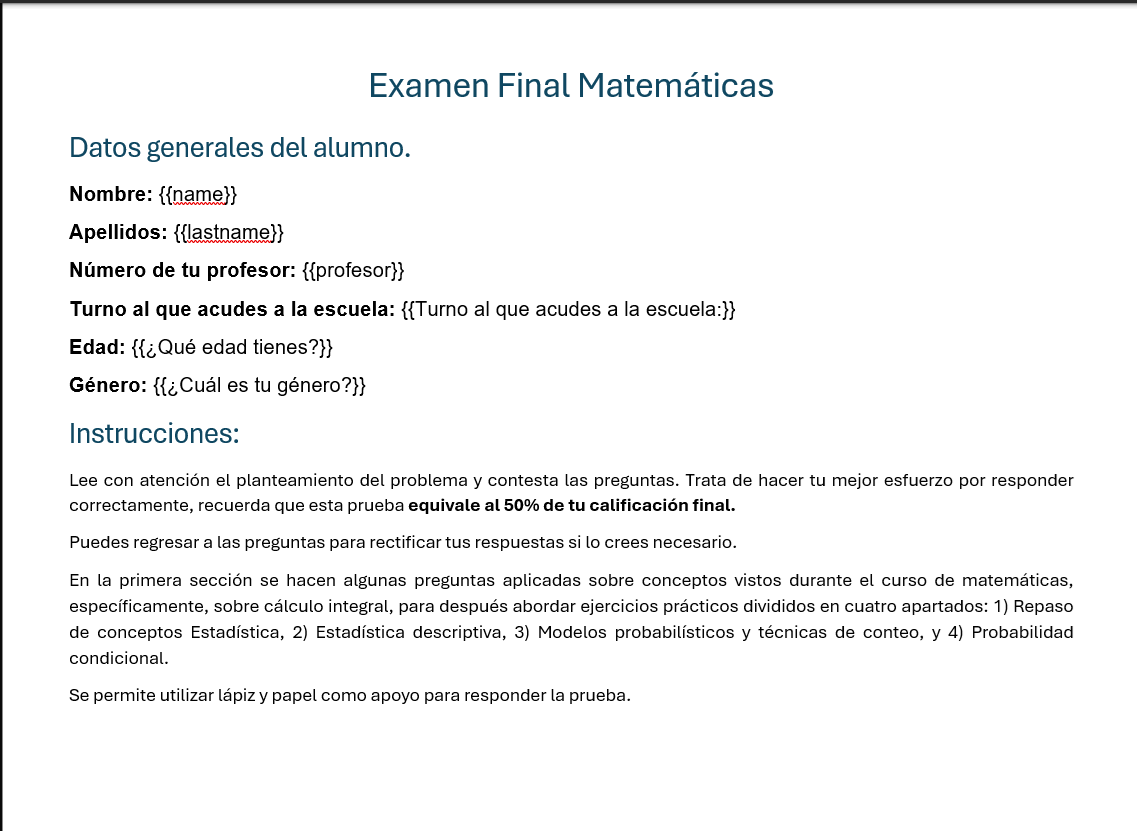 Examen Final Matemáticas
Datos generales del alumno.
Nombre: {{name}}
Apellidos: {{lastname}}
Número de tu profesor: {{profesor}}
Turno al que acudes a la escuela: {{Turno al que acudes a la escuela:}}
Edad: {{¿Qué edad tienes?}}
Género: {{¿Cuál es tu género?}}
Instrucciones:
Lee con atención el planteamiento del problema y contesta las preguntas. Trata de hacer tu mejor esfuerzo por responder
correctamente, recuerda que esta prueba equivale al 50% de tu calificación final.
Puedes regresar a las preguntas para rectificar tus respuestas si lo crees necesario.
En la primera sección se hacen algunas preguntas aplicadas sobre conceptos vistos durante el curso de matemáticas,
específicamente, sobre cálculo integral, para después abordar ejercicios prácticos divididos en cuatro apartados: 1) Repaso
de conceptos Estadística, 2) Estadística descriptiva, 3) Modelos probabilísticos y técnicas de conteo, y 4) Probabilidad
condicional.
Se permite utilizar lápiz y papel como apoyo para responder la prueba.